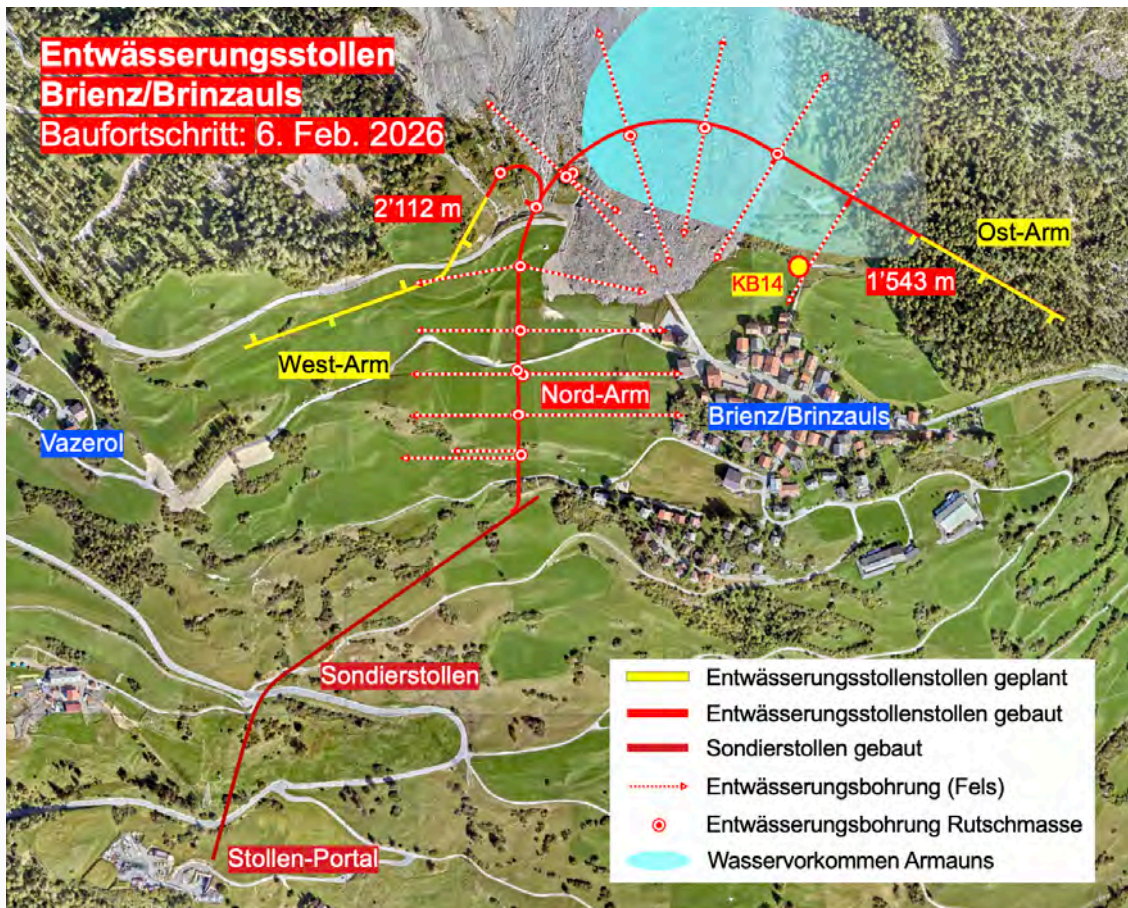 Entwässerungsstollen
Brienz/Brinzauls
Baufortschritt: 6. Feb. 2026
2'112 m
Ost-Arm
KB14
1'543 m
West-Arm
Nord-Arm
Brienz/Brinzauls
Vazerol
Sondierstollen
Stollen-Portal
Entwässerungsstollenstollen geplant
Entwässerungsstollenstollen gebaut
Sondierstollen gebaut
Entwässerungsbohrung (Fels)
Entwässerungsbohrung Rutschmasse
Wasservorkommen Armauns